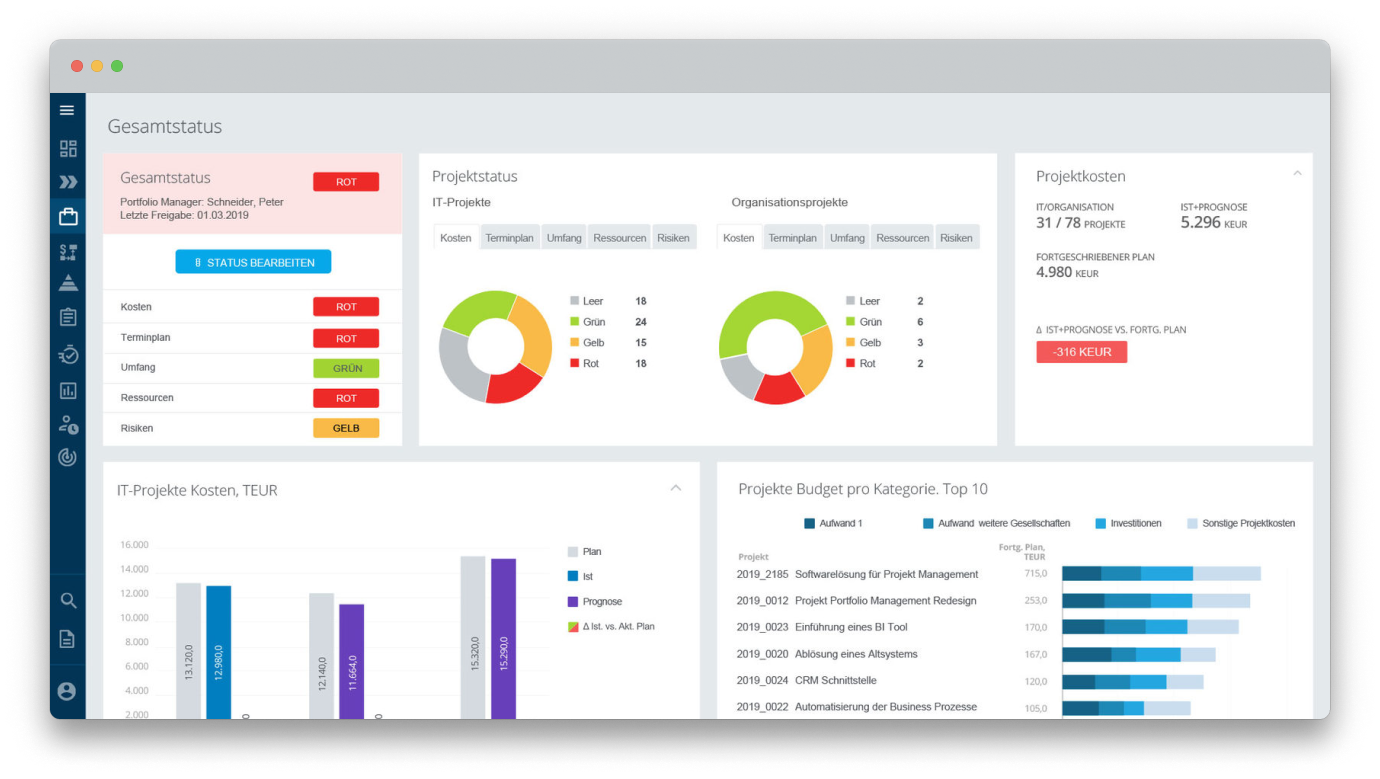 Gesamtstatus
Gesamtstatus
ROT
Portfolio Manager: Schneider, Peter
Letzte Freigabe: 01.03.2019
STATUS BEARBEITEN
Kosten ROT
Terminplan ROT
Umfang GRÜN
Ressourcen ROT
Risiken GELB
Projektstatus
IT-Projekte
Kosten Terminplan Umfang Ressourcen Risiken
Leer 18
Grün 24
Gelb 15
Rot 18
Organisationsprojekte
Kosten Terminplan Umfang Ressourcen Risiken
Leer 2
Grün 6
Gelb 3
Rot 2
Projektkosten
IT/ORGANISATION IST+PROGNOSE
31 / 78 PROJEKTE 5.296 KEUR
FORTGESCHRIEBENER PLAN
4.980 KEUR
Δ IST+PROGNOSE VS. FORTG. PLAN
-316 KEUR
IT-Projekte Kosten, TEUR
16.000
14.000
12.000
10.000
8.000
6.000
4.000
2.000
13.120,0
12.980,0
12.140,0
11.664,0
15.320,0
15.290,0
Plan
Ist
Prognose
Δ Ist. vs. Akt. Plan
Projekte Budget pro Kategorie. Top 10
Aufwand 1 Aufwand weitere Gesellschaften Investitionen Sonstige Projektkosten
Projekt Fortg. Plan,
TEUR
2019_2185 Softwarelösung für Projekt Management 715,0
2019_0012 Projekt Portfolio Management Redesign 253,0
2019_0023 Einführung eines BI Tool 170,0
2019_0020 Ablösung eines Altsystems 167,0
2019_0024 CRM Schnittstelle 120,0
2019_0022 Automatisierung der Business Prozesse 105,0